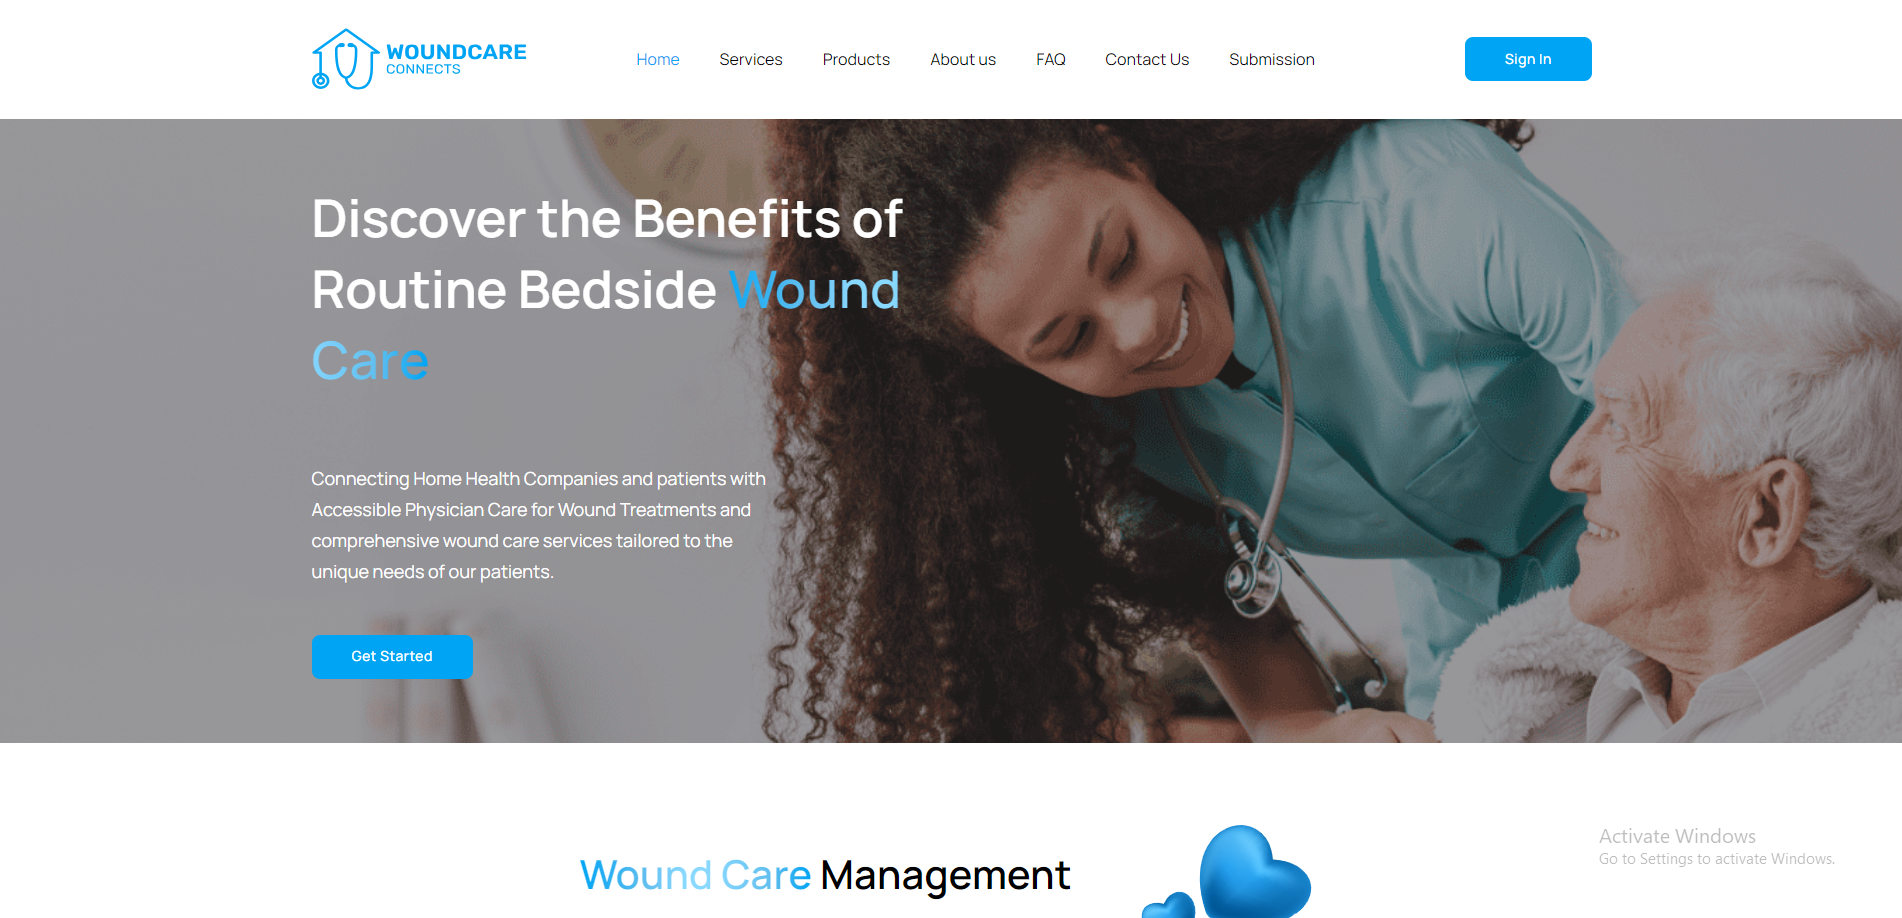 WOUNDCARE
CONNECTS
Home
Services
Products
About us
FAQ
Contact Us
Submission
Sign In
Discover the Benefits of
Routine Bedside Wound
Care
Connecting Home Health Companies and patients with
Accessible Physician Care for Wound Treatments and
comprehensive wound care services tailored to the
unique needs of our patients.
Get Started
Wound Care Management
Activate Windows
Go to Settings to activate Windows.